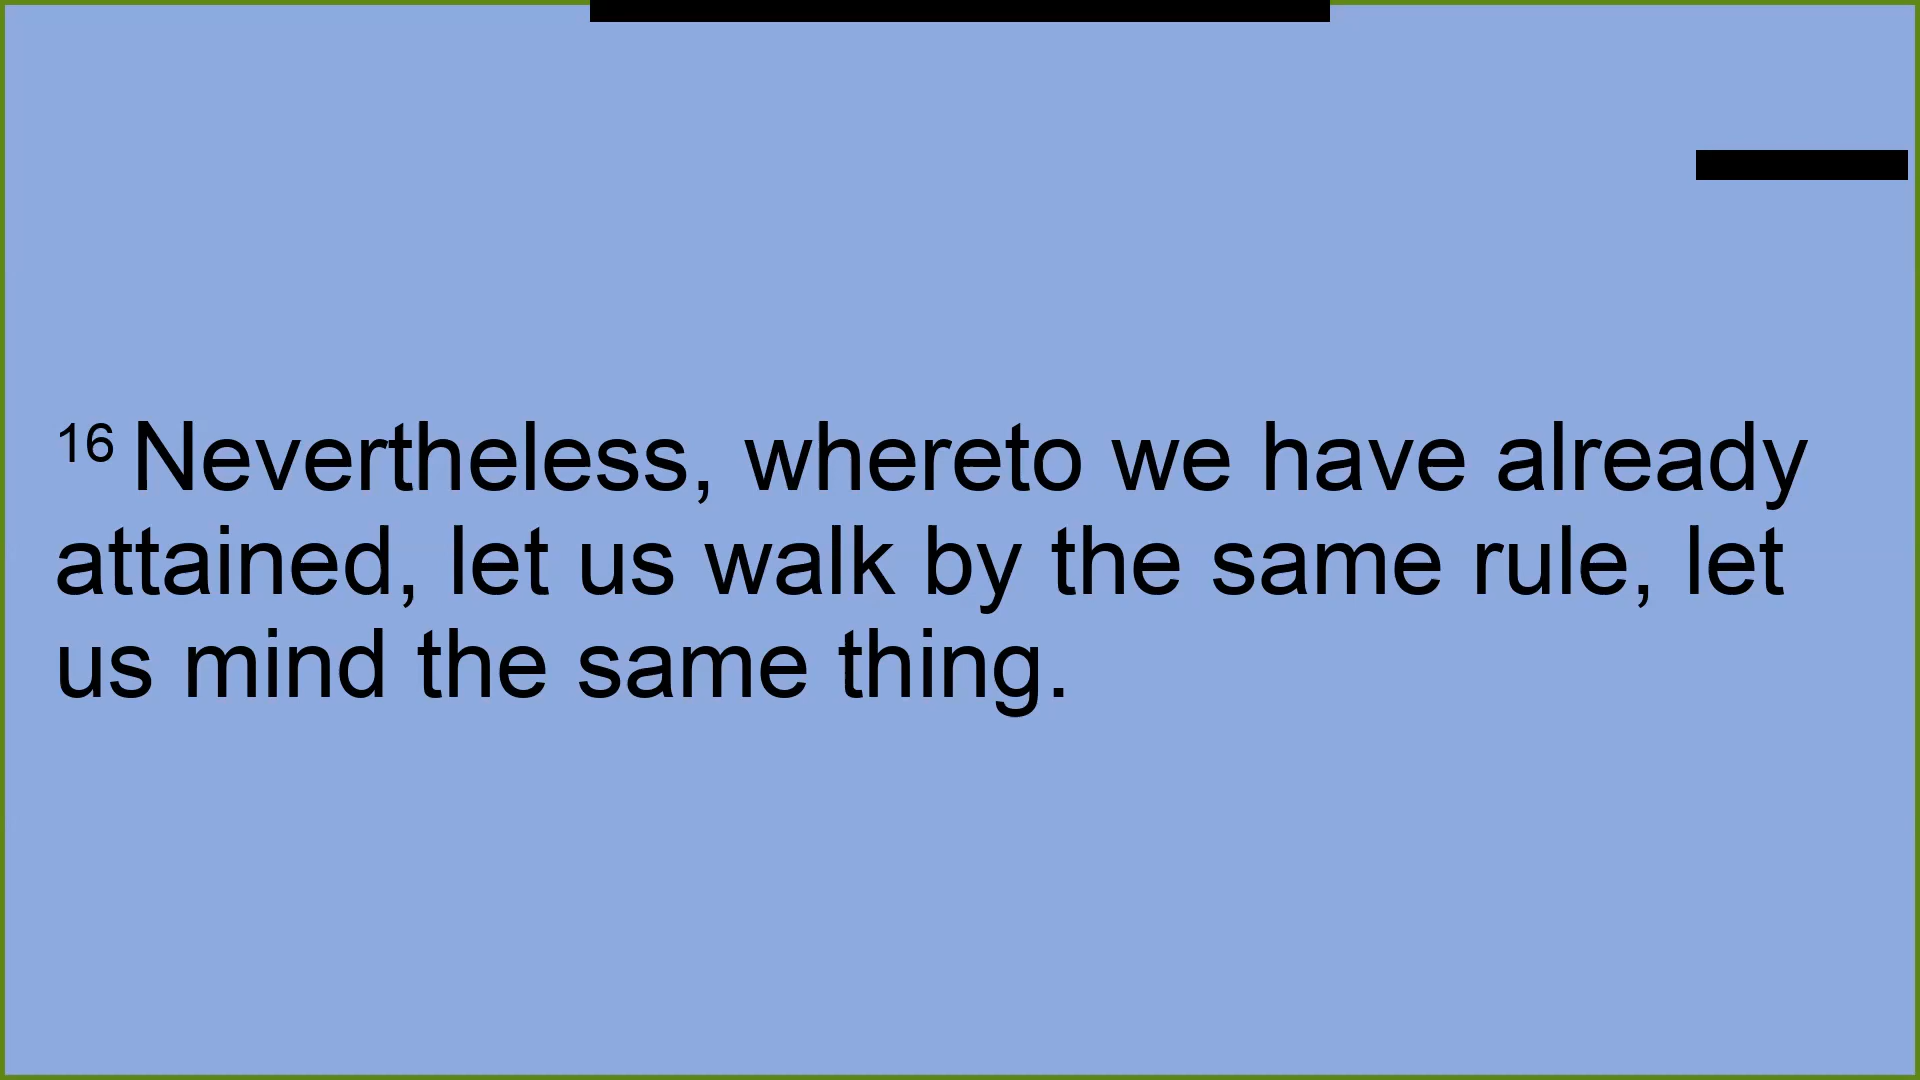 16 Nevertheless, whereto we have already
attained, let us walk by the same rule, let
us mind the same thing.